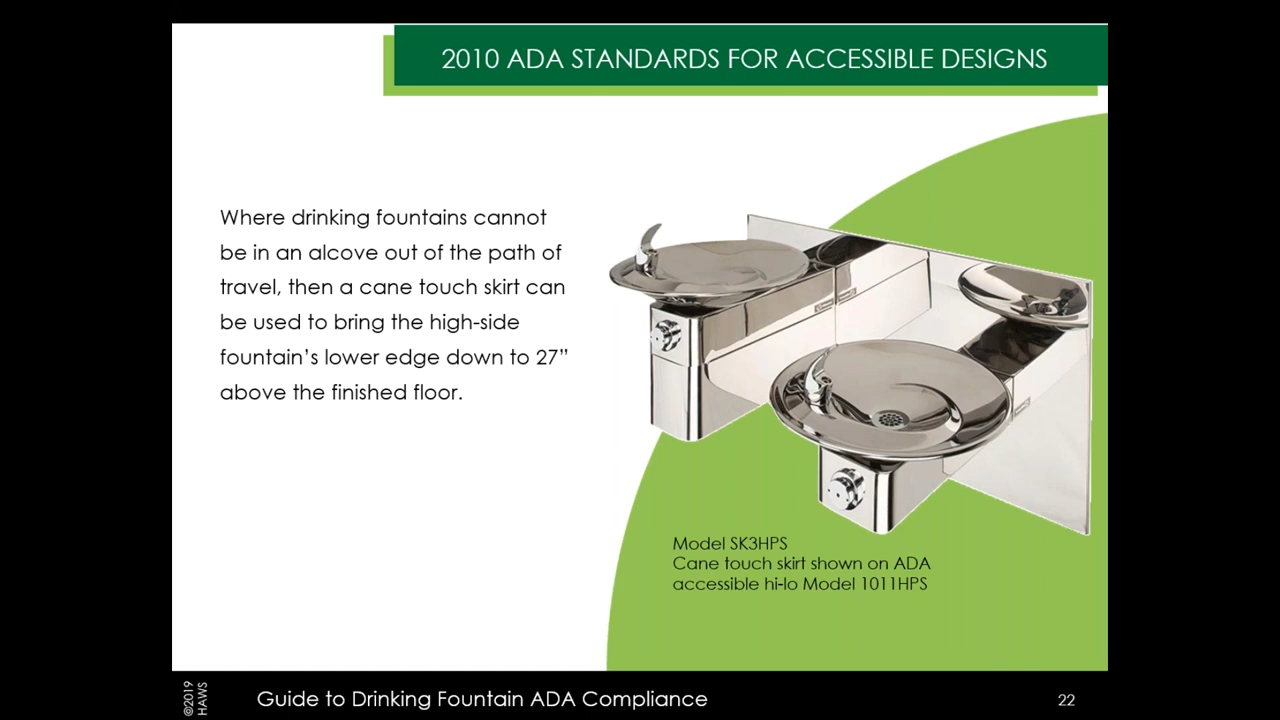 2010 ADA STANDARDS FOR ACCESSIBLE DESIGNS
Where drinking fountains cannot
be in an alcove out of the path of
travel, then a cane touch skirt can
be used to bring the high-side
fountain’s lower edge down to 27”
above the finished floor.
Model SK3HPS
Cane touch skirt shown on ADA
accessible hi-lo Model 1011HPS
©2019
HAWS
Guide to Drinking Fountain ADA Compliance
22